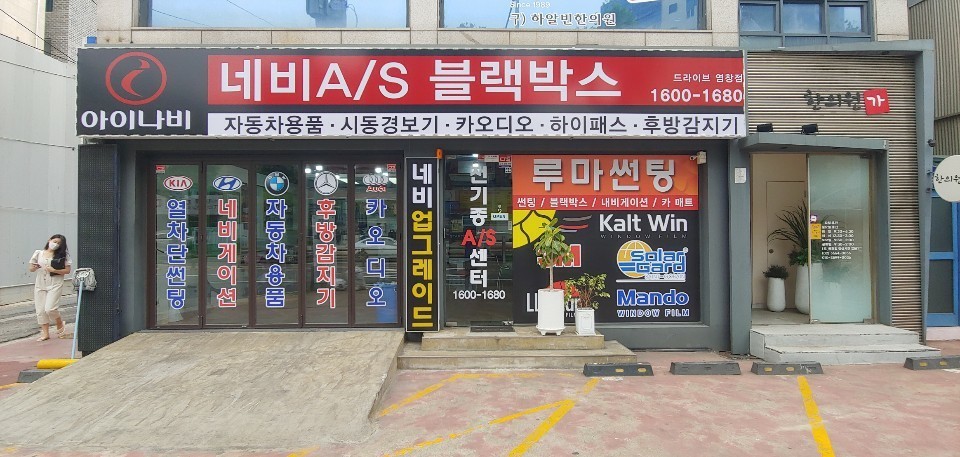 Since 1989
하알빈한의원
아이나비
네비A/S 블랙박스
드라이브 염창점
1600-1680
자동차용품·시동경보기·카오디오·하이패스·후방감지기
한의원 가
KIA
열차단썬팅
네비게이션
자동차용품
후방감지기
Audi
카오디오
네비업그레이드
전기종A/S센터
1600-1680
루마썬팅
썬팅 / 블랙박스 / 내비게이션 / 카 매트
Kalt Win
WINDOW FILM
Solar Gard
Mando
WINDOW FILM
한의원